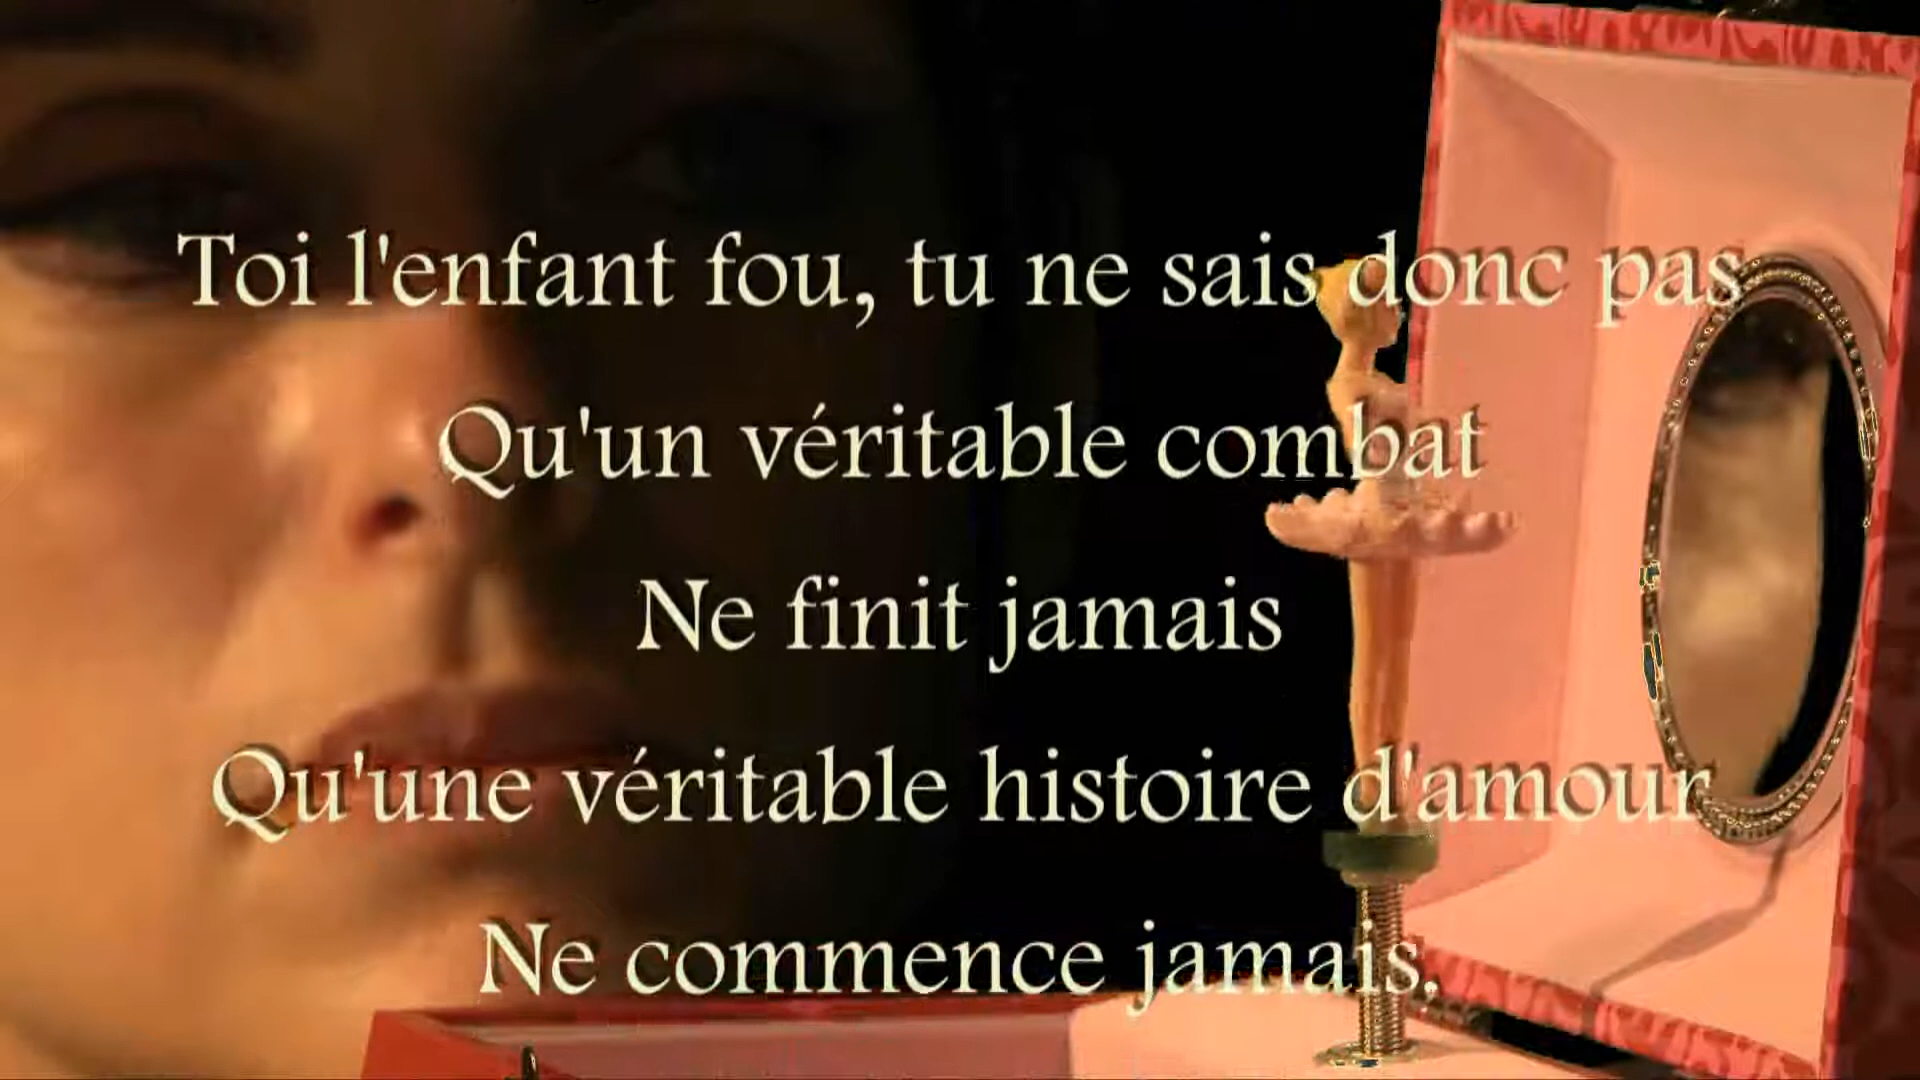 Toi l'enfant fou, tu ne sais donc pas
Qu'un véritable combat
Ne finit jamais
Qu'une véritable histoire d'amour
Ne commence jamais.